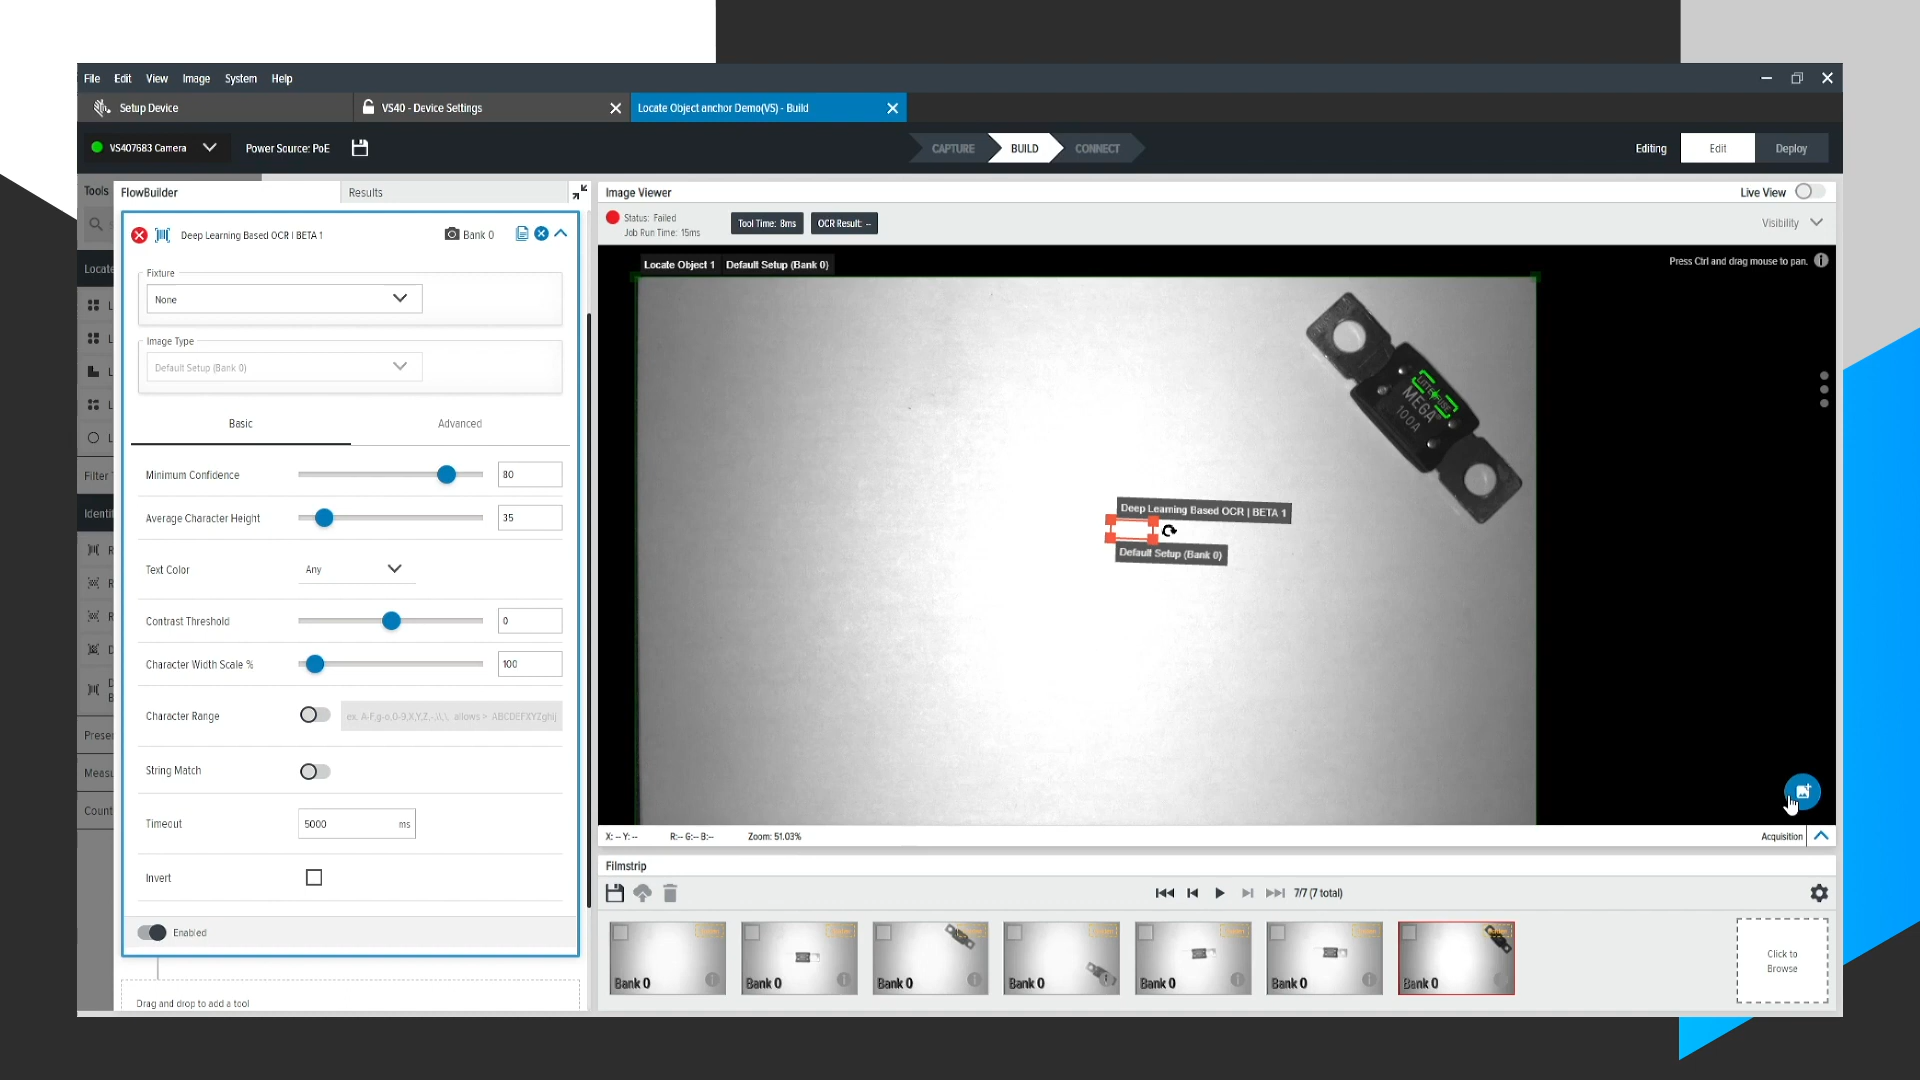 File Edit View Image System Help
Setup Device
VS40 - Device Settings
Locate Object anchor Demo(VS) - Build
VS407683 Camera
Power Source: PoE
CAPTURE BUILD CONNECT
Editing Edit Deploy
Tools
FlowBuilder
Results
Image Viewer
Live View
Deep Learning Based OCR | BETA 1
Bank 0
Status: Failed
Job Run Time: 15ms
Tool Time: 8ms
OCR Result: --
Visibility
Locate
Fixture
None
Image Type
Default Setup (Bank 0)
Basic Advanced
Minimum Confidence 80
Average Character Height 35
Text Color Any
Contrast Threshold 0
Character Width Scale % 100
Character Range ex. A-F,g-o,0-9,X,Y,Z,-,\\,\, allows > ABCDEFXYZghij
String Match
Timeout 5000 ms
Invert
Enabled
Drag and drop to add a tool
Filter
Identi
Prese
Measu
Count
Locate Object 1 Default Setup (Bank 0)
Press Ctrl and drag mouse to pan.
MEGA
100A
Deep Learning Based OCR | BETA 1
Default Setup (Bank 0)
X: -- Y: -- R:-- G:-- B:-- Zoom: 51.03%
Acquisition
Filmstrip
7/7 (7 total)
Bank 0
Bank 0
Bank 0
Bank 0
Bank 0
Bank 0
Bank 0
Click to
Browse